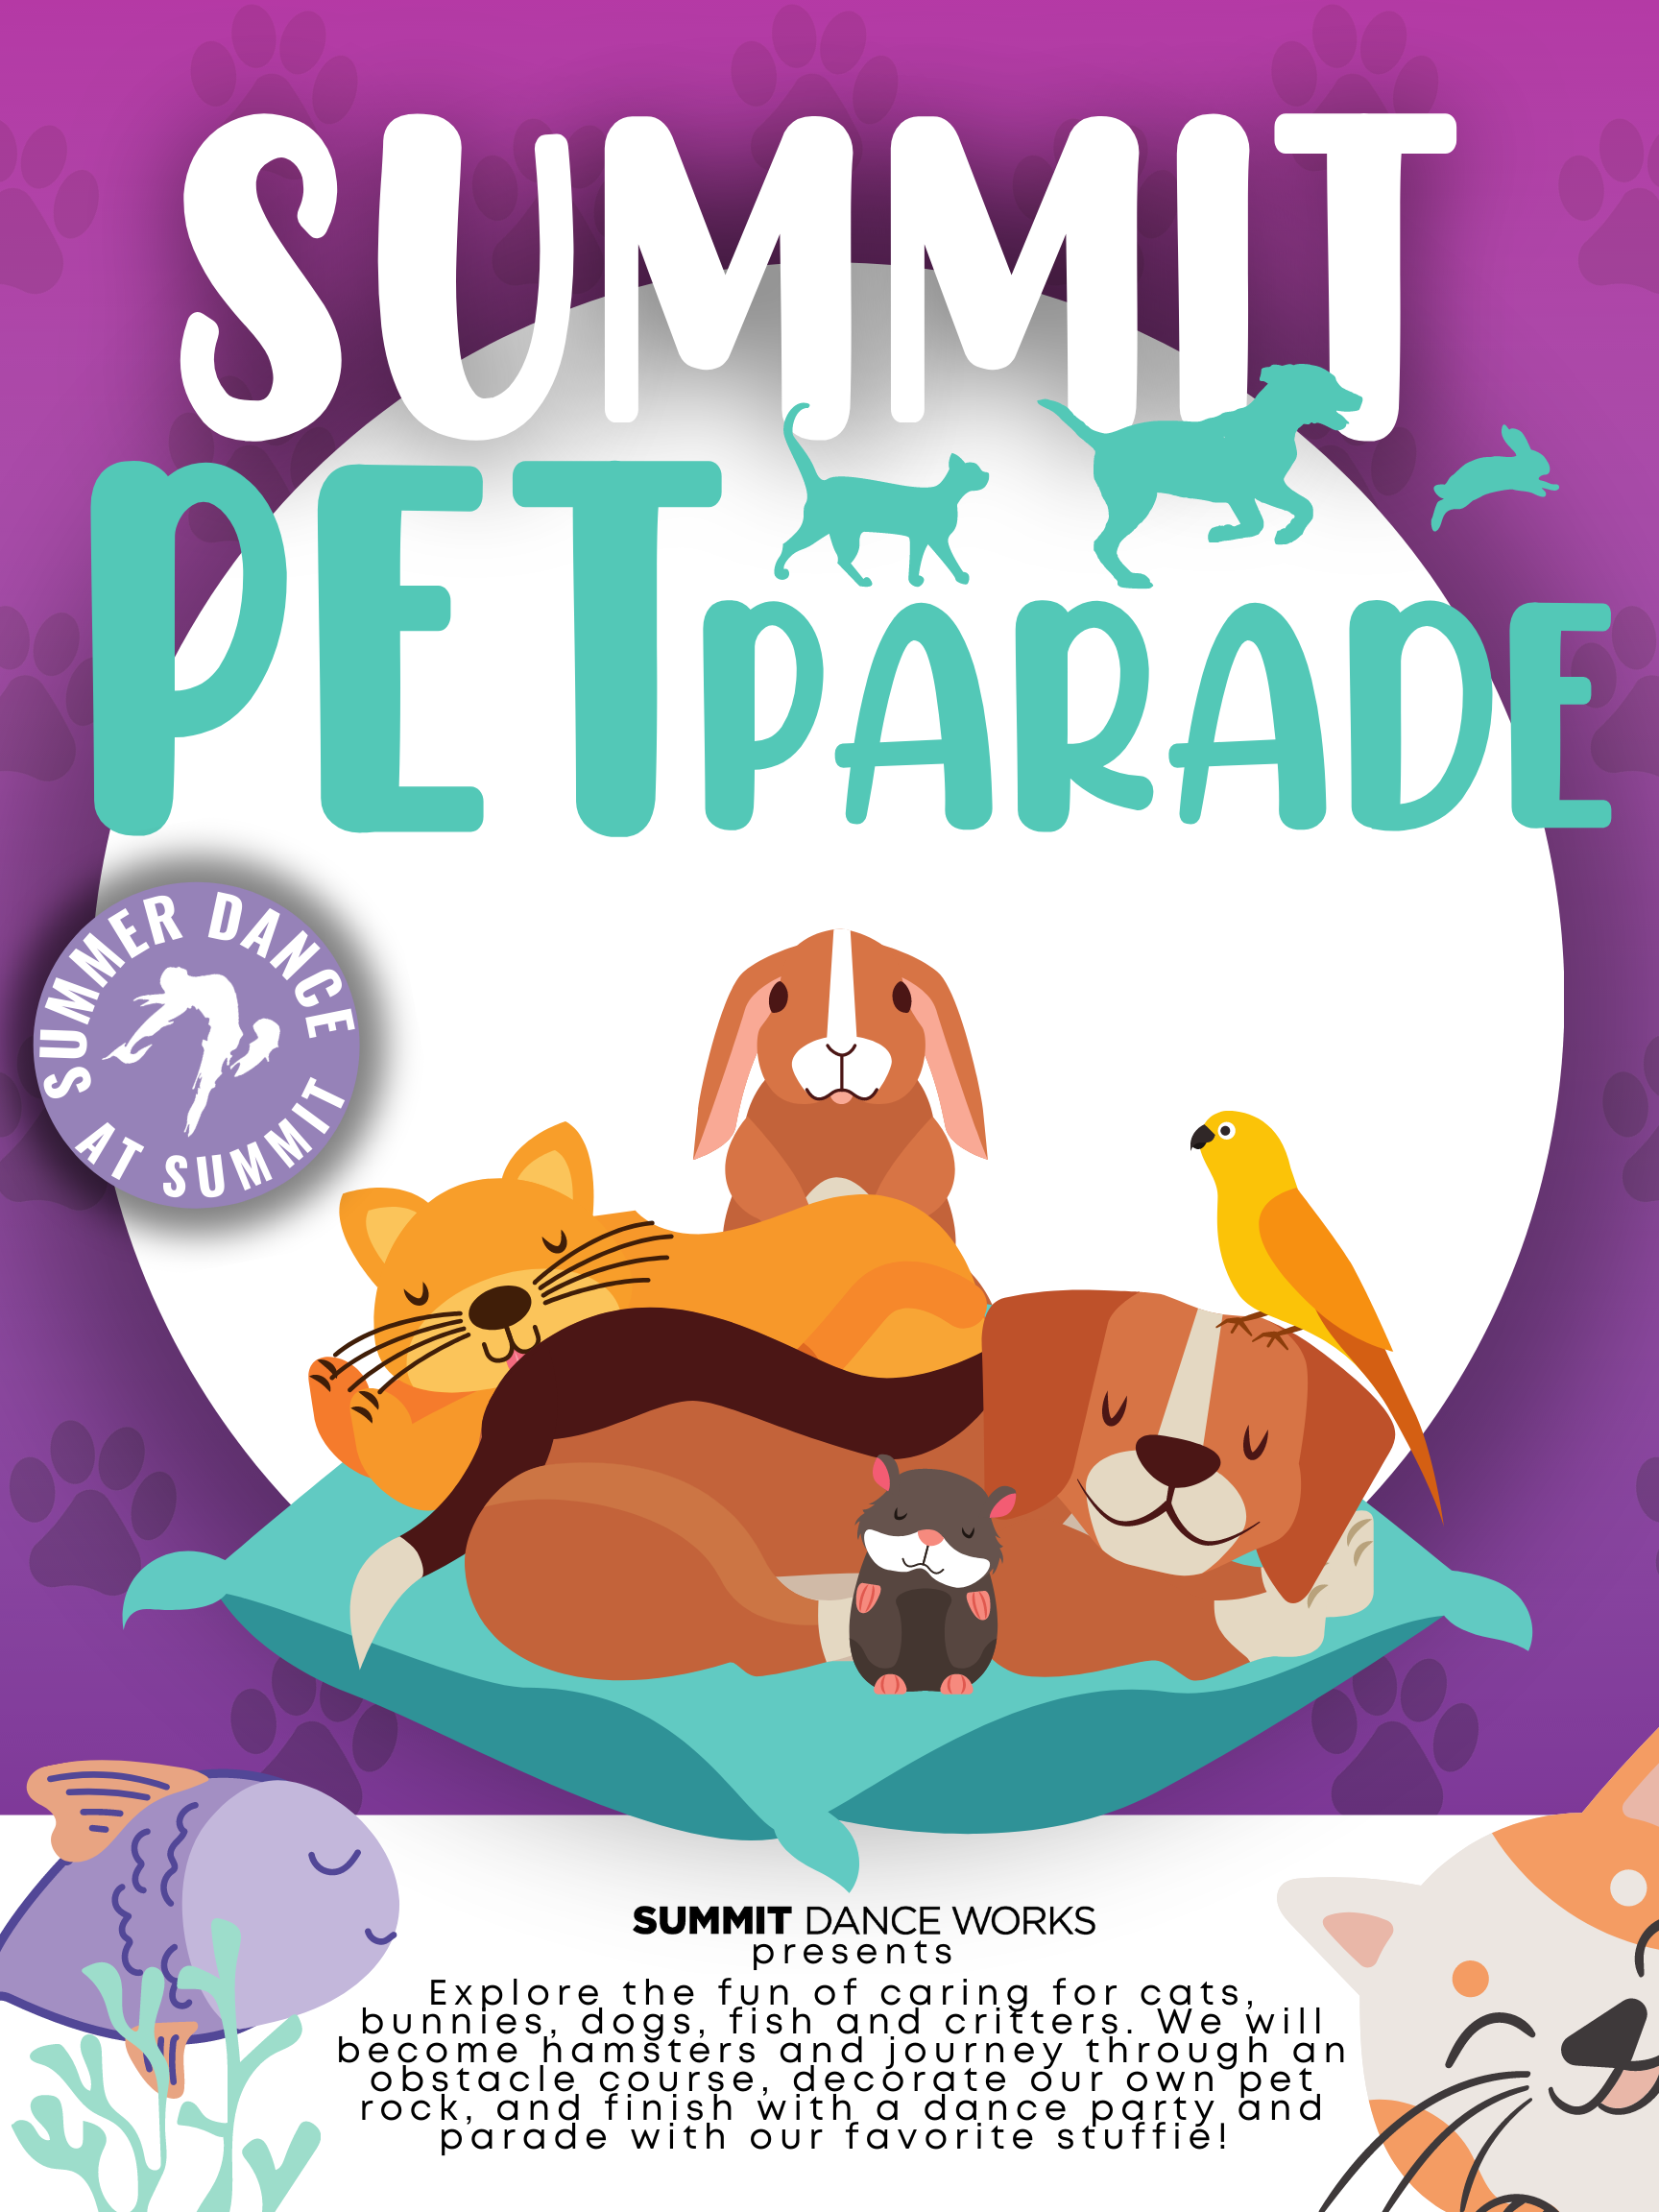 SUMMIT
PET PARADE
SUMMER DANCE
AT SUMMIT
SUMMIT DANCE WORKS
presents
Explore the fun of caring for cats,
bunnies, dogs, fish and critters. We will
become hamsters and journey through an
obstacle course, decorate our own pet
rock, and finish with a dance party and
parade with our favorite stuffie!